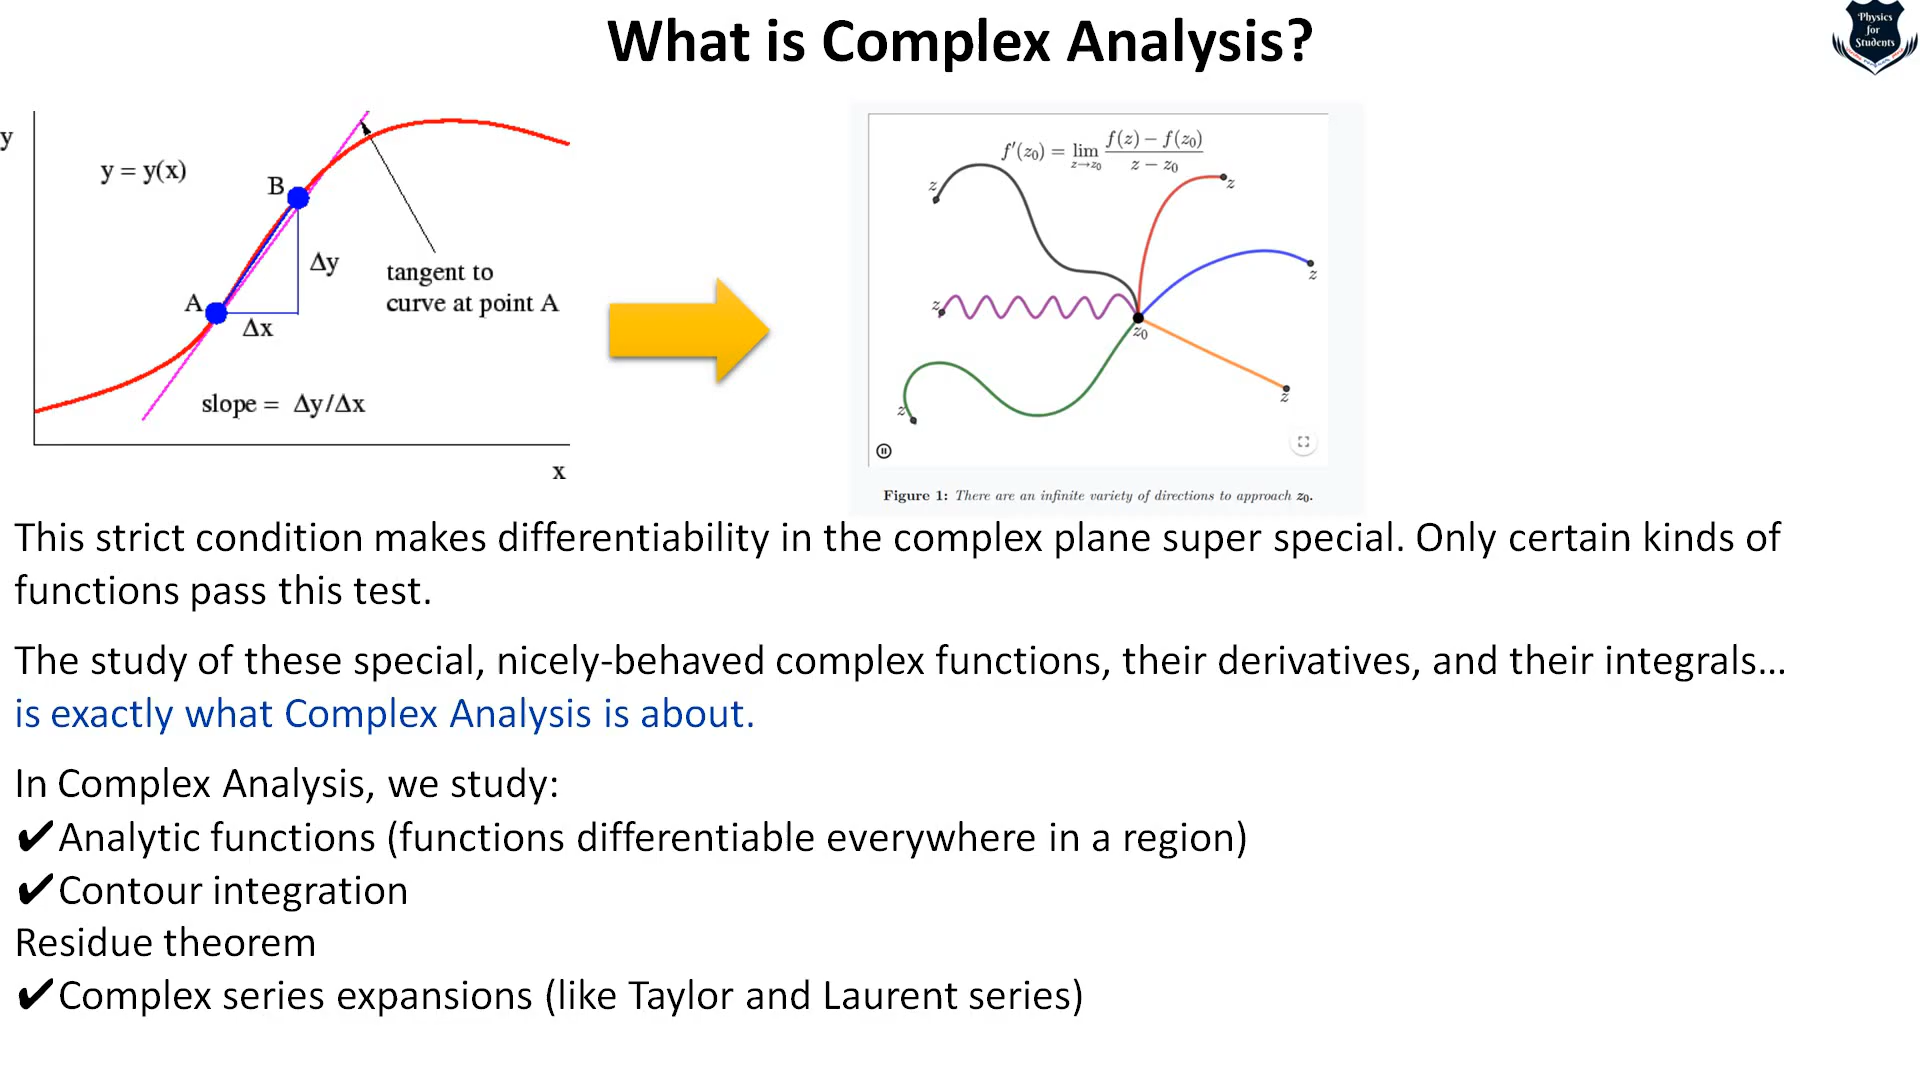 What is Complex Analysis?
Physics
for
Students
y
y = y(x)
B
Δy
tangent to
curve at point A
A
Δx
slope = Δy/Δx
x
f′(z₀) = lim z→z₀ f(z) − f(z₀) / z − z₀
z
z
z
z
z₀
z
z
Figure 1: There are an infinite variety of directions to approach z₀.
This strict condition makes differentiability in the complex plane super special. Only certain kinds of
functions pass this test.
The study of these special, nicely-behaved complex functions, their derivatives, and their integrals…
is exactly what Complex Analysis is about.
In Complex Analysis, we study:
✔Analytic functions (functions differentiable everywhere in a region)
✔Contour integration
Residue theorem
✔Complex series expansions (like Taylor and Laurent series)